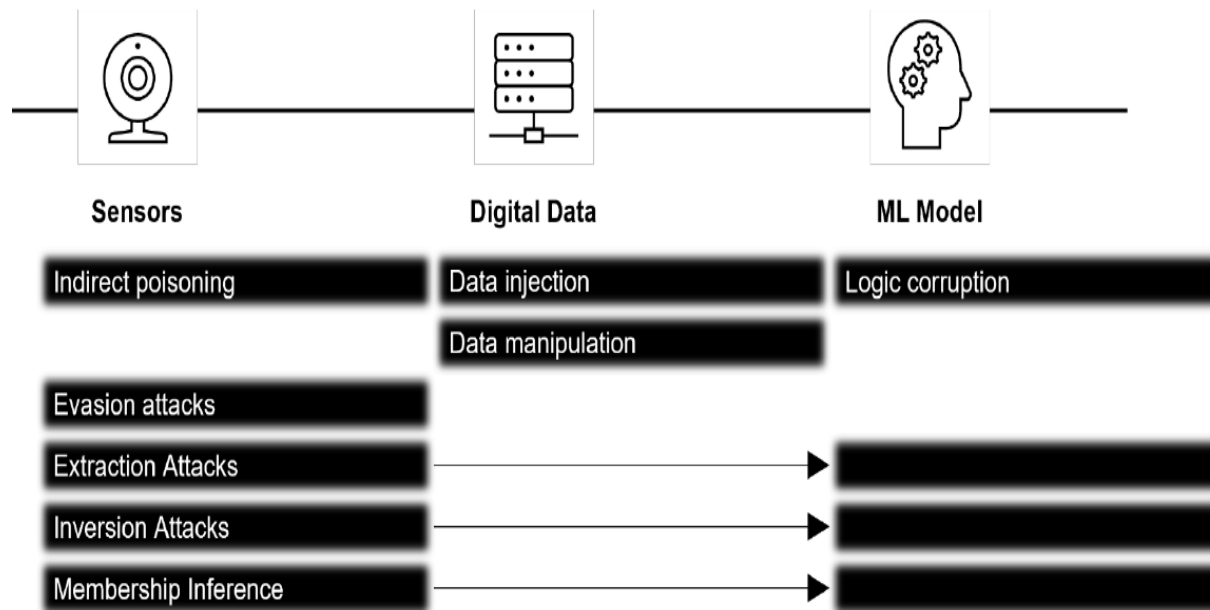 Sensors
Digital Data
ML Model
Indirect poisoning
Data injection
Logic corruption
Data manipulation
Evasion attacks
Extraction Attacks
Inversion Attacks
Membership Inference